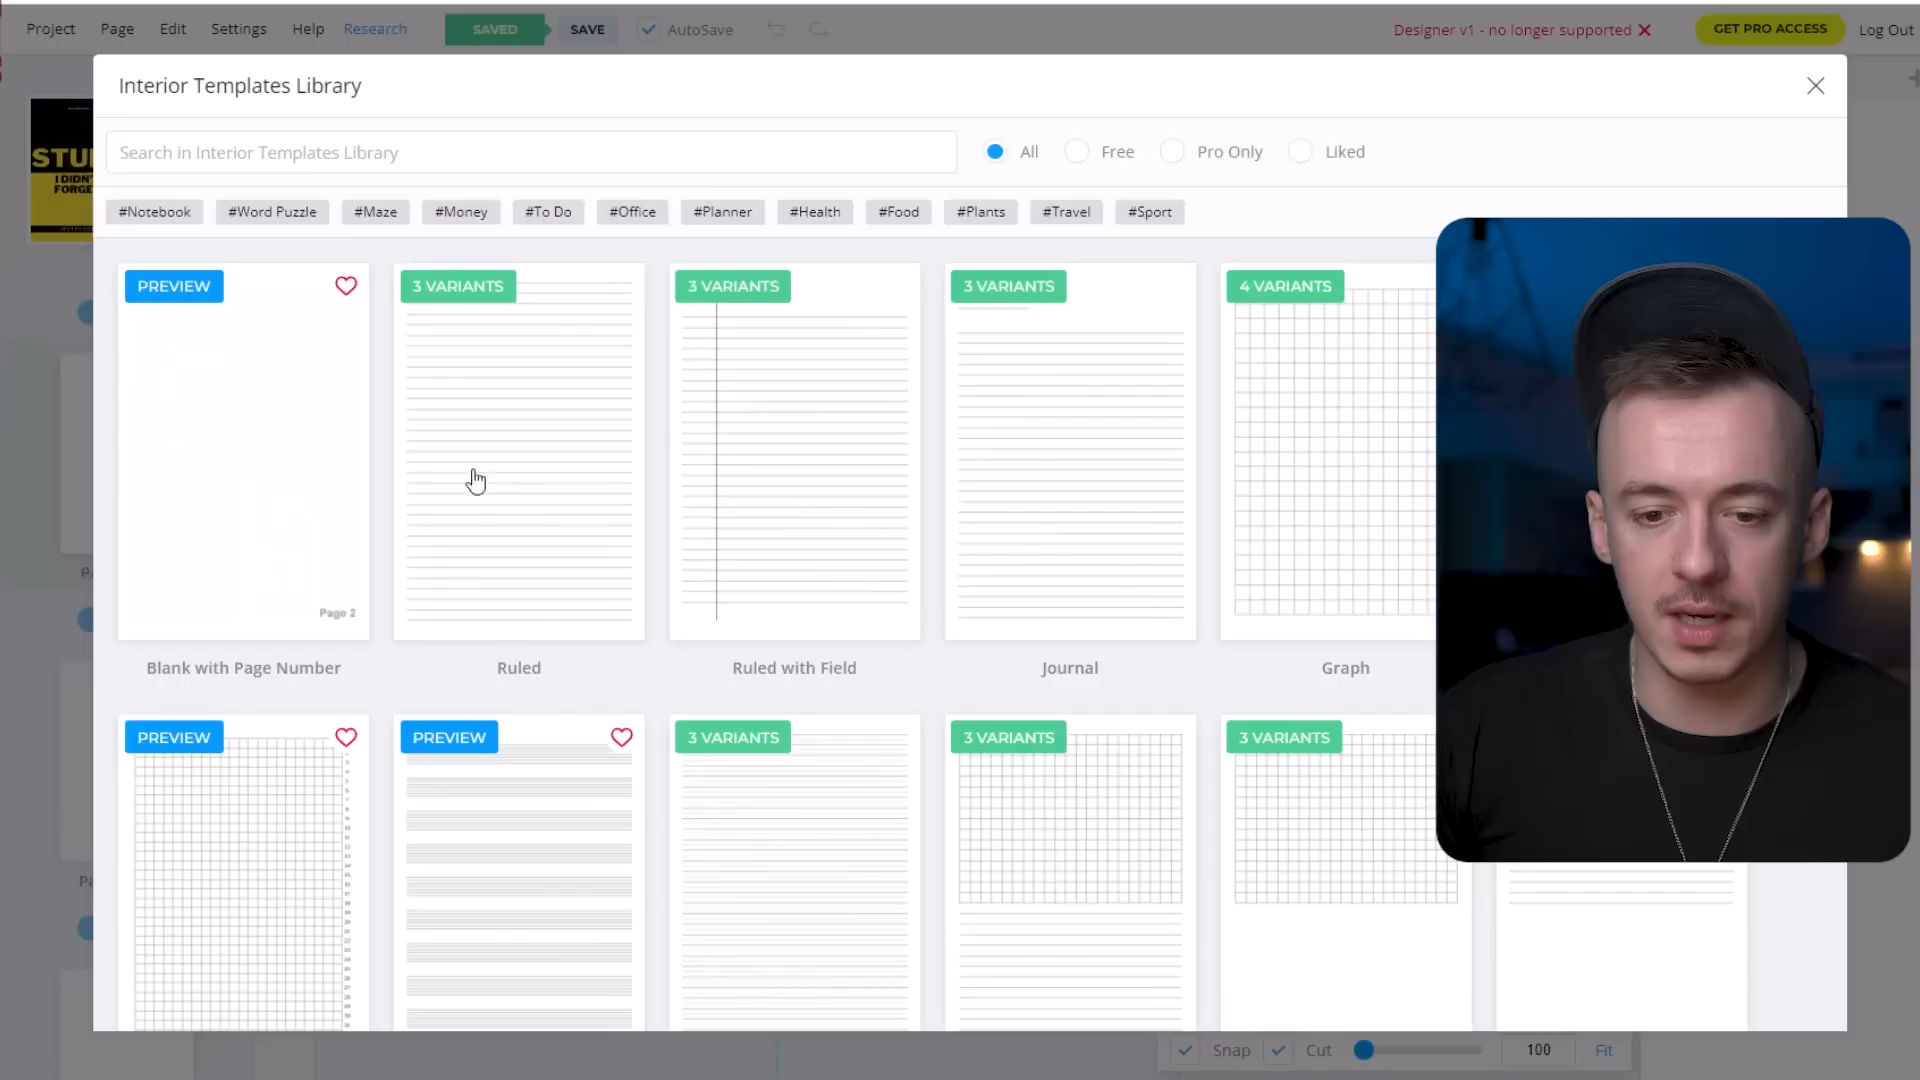 Project Page Edit Settings Help Research SAVED SAVE AutoSave Designer v1 - no longer supported GET PRO ACCESS Log Out
Interior Templates Library
Search in Interior Templates Library All Free Pro Only Liked
#Notebook #Word Puzzle #Maze #Money #To Do #Office #Planner #Health #Food #Plants #Travel #Sport
STU
I DIDN'
FORGE
PREVIEW 3 VARIANTS 3 VARIANTS 3 VARIANTS 4 VARIANTS
Page 2
Blank with Page Number Ruled Ruled with Field Journal Graph
PREVIEW PREVIEW 3 VARIANTS 3 VARIANTS 3 VARIANTS
Snap Cut 100 Fit